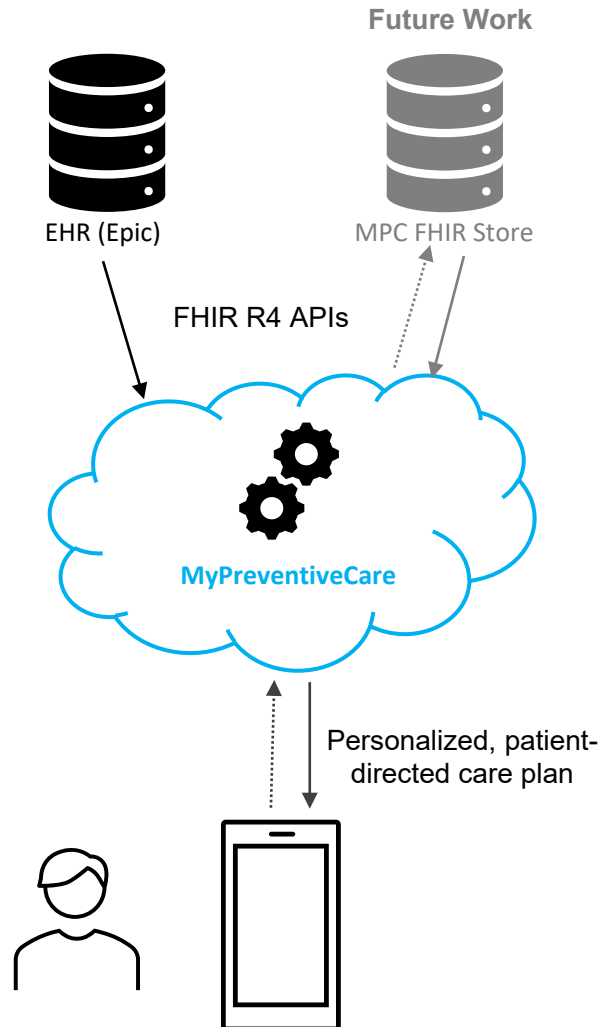 Future Work
EHR (Epic)
MPC FHIR Store
FHIR R4 APIs
MyPreventiveCare
Personalized, patient-
directed care plan